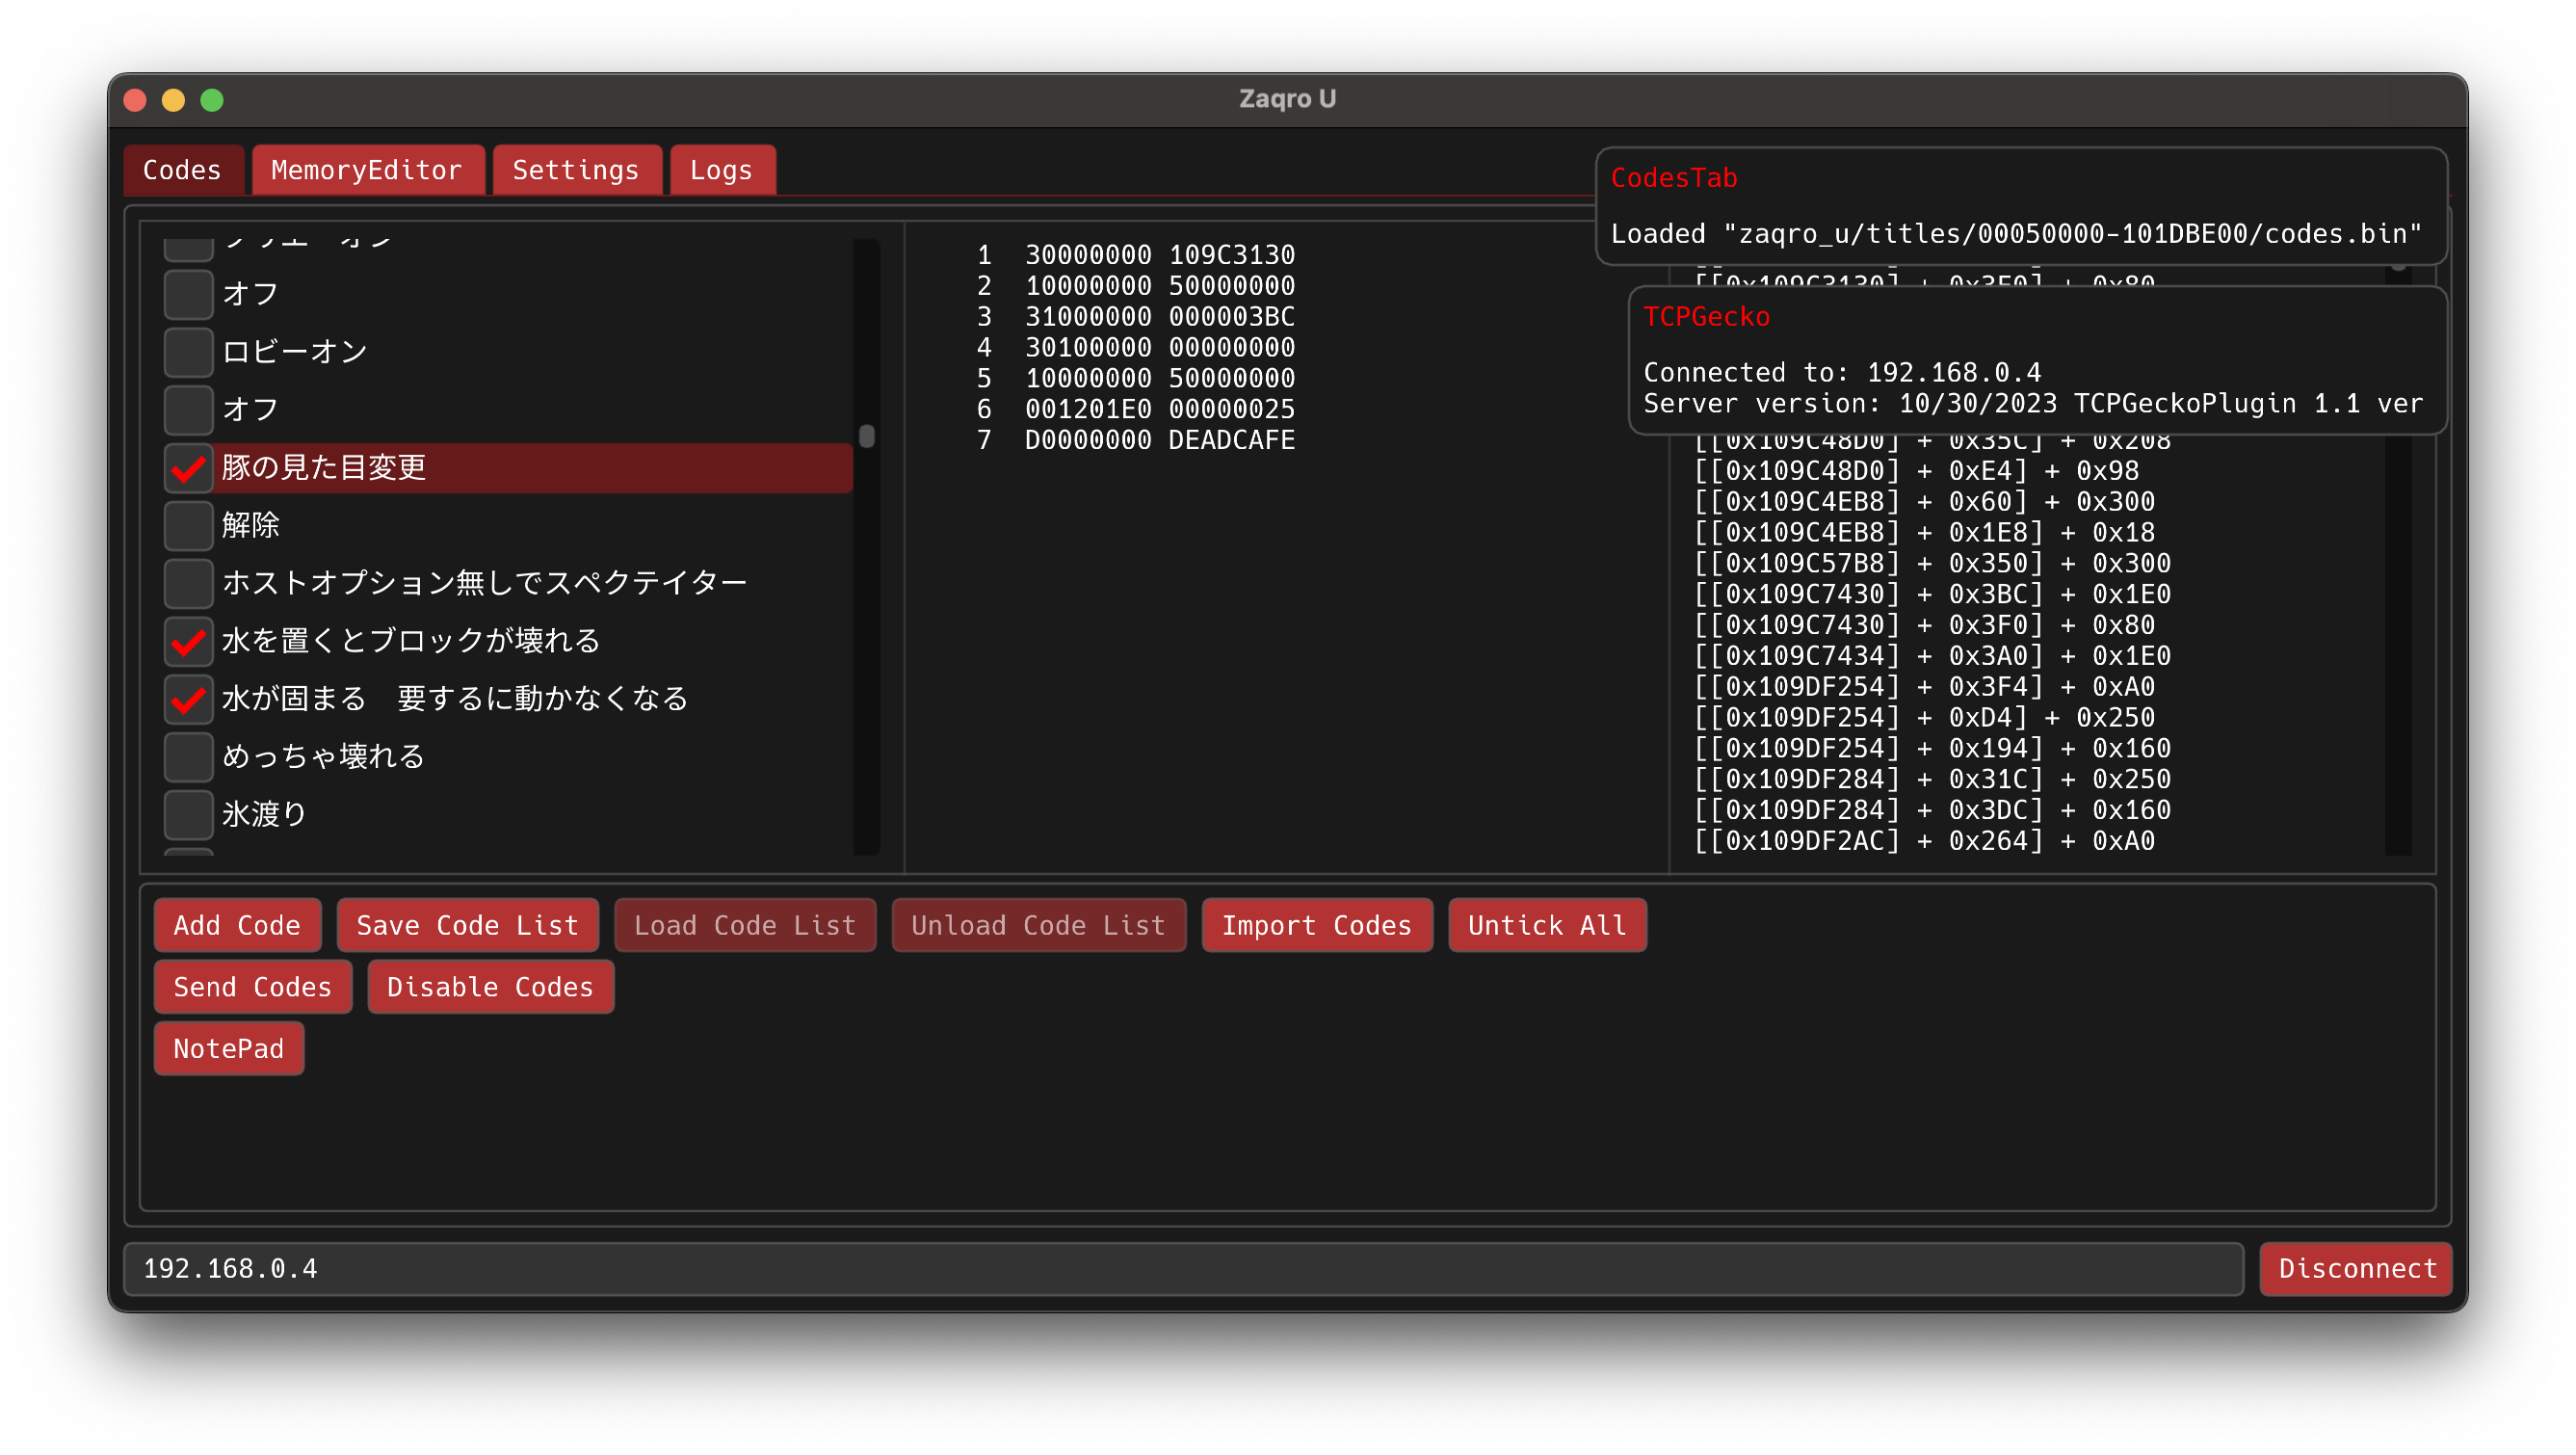 Zaqro U
Codes
MemoryEditor
Settings
Logs
CodesTab
Loaded "zaqro_u/titles/00050000-101DBE00/codes.bin"
TCPGecko
Connected to: 192.168.0.4
Server version: 10/30/2023 TCPGeckoPlugin 1.1 ver
オフ
ロビーオン
オフ
豚の見た目変更
解除
ホストオプション無しでスペクテイター
水を置くとブロックが壊れる
水が固まる　要するに動かなくなる
めっちゃ壊れる
氷渡り
1 30000000 109C3130
2 10000000 50000000
3 31000000 000003BC
4 30100000 00000000
5 10000000 50000000
6 001201E0 00000025
7 D0000000 DEADCAFE
[[0x109C3130] + 0x3F0] + 0x80
[[0x109C48D0] + 0x35C] + 0x208
[[0x109C48D0] + 0xE4] + 0x98
[[0x109C4EB8] + 0x60] + 0x300
[[0x109C4EB8] + 0x1E8] + 0x18
[[0x109C57B8] + 0x350] + 0x300
[[0x109C7430] + 0x3BC] + 0x1E0
[[0x109C7430] + 0x3F0] + 0x80
[[0x109C7434] + 0x3A0] + 0x1E0
[[0x109DF254] + 0x3F4] + 0xA0
[[0x109DF254] + 0xD4] + 0x250
[[0x109DF254] + 0x194] + 0x160
[[0x109DF284] + 0x31C] + 0x250
[[0x109DF284] + 0x3DC] + 0x160
[[0x109DF2AC] + 0x264] + 0xA0
Add Code
Save Code List
Load Code List
Unload Code List
Import Codes
Untick All
Send Codes
Disable Codes
NotePad
192.168.0.4
Disconnect